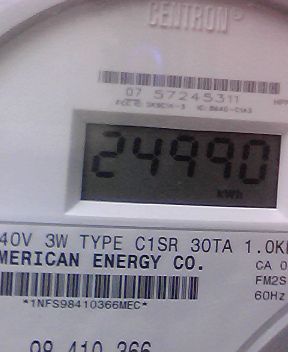 CENTRON®
07 57245311
24990
kWh
40V 3W TYPE C1SR 30TA 1.0K
MERICAN ENERGY CO.
CA 0
FM2S
60Hz
*1NFS98410366MEC*
98 410 366